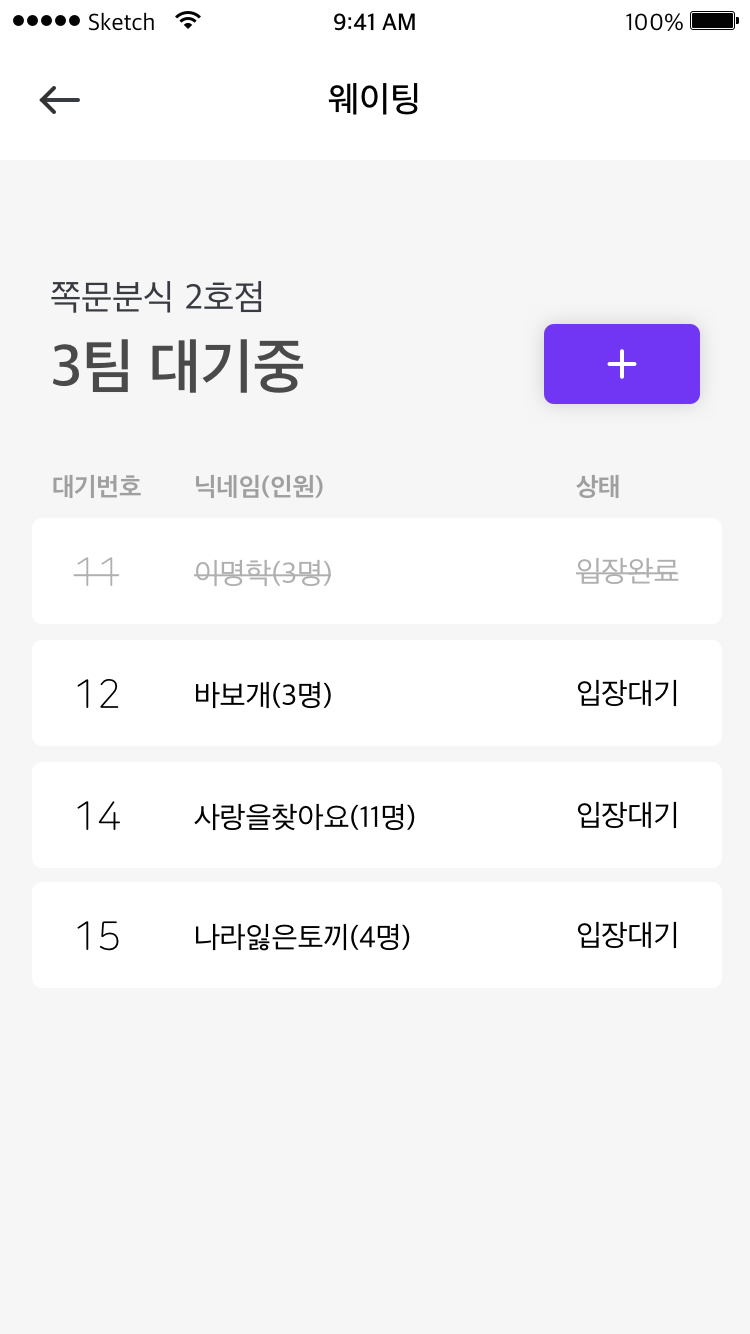 Sketch 9:41 AM 100%
웨이팅
쪽문분식 2호점
3팀 대기중
대기번호 닉네임(인원) 상태
11 이명학(3명) 입장완료
12 바보개(3명) 입장대기
14 사랑을찾아요(11명) 입장대기
15 나라잃은토끼(4명) 입장대기